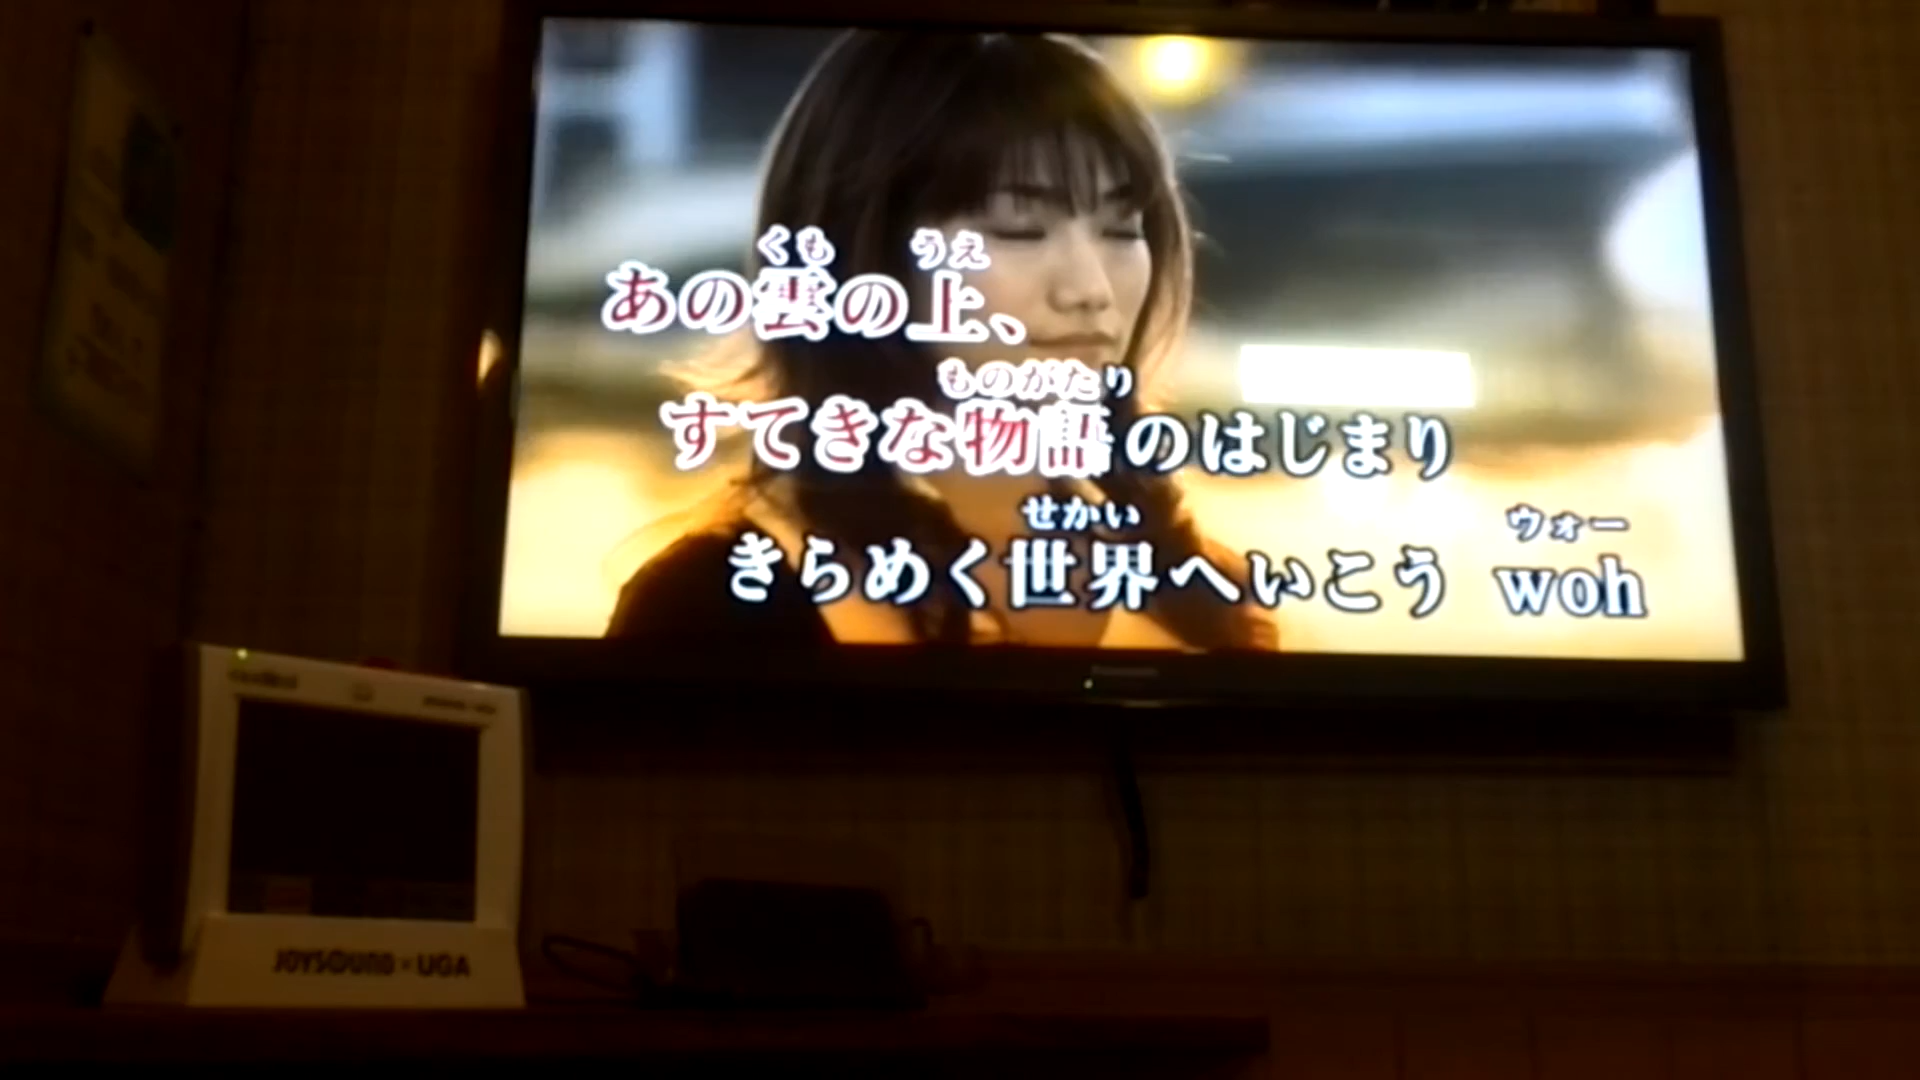 くも うえ
あの雲の上、
ものがたり
すてきな物語のはじまり
せかい ウォー
きらめく世界へいこう woh
JOYSOUND×UGA